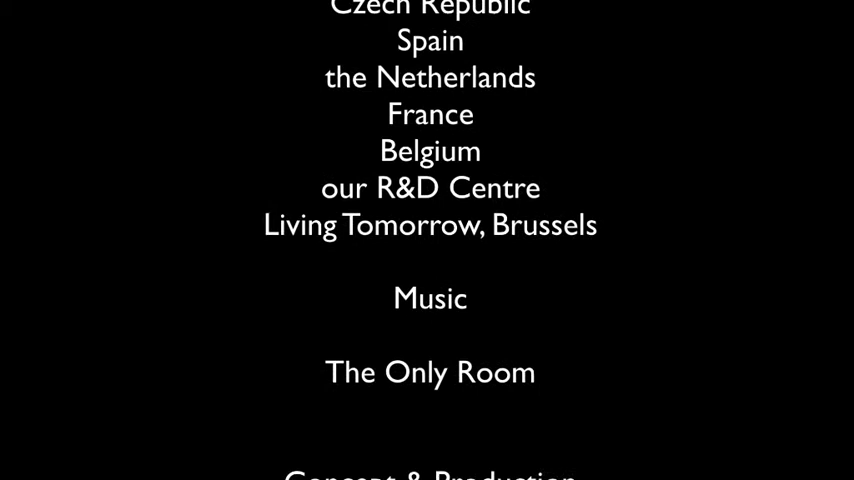 Czech Republic
Spain
the Netherlands
France
Belgium
our R&D Centre
Living Tomorrow, Brussels
Music
The Only Room
Concept & Production